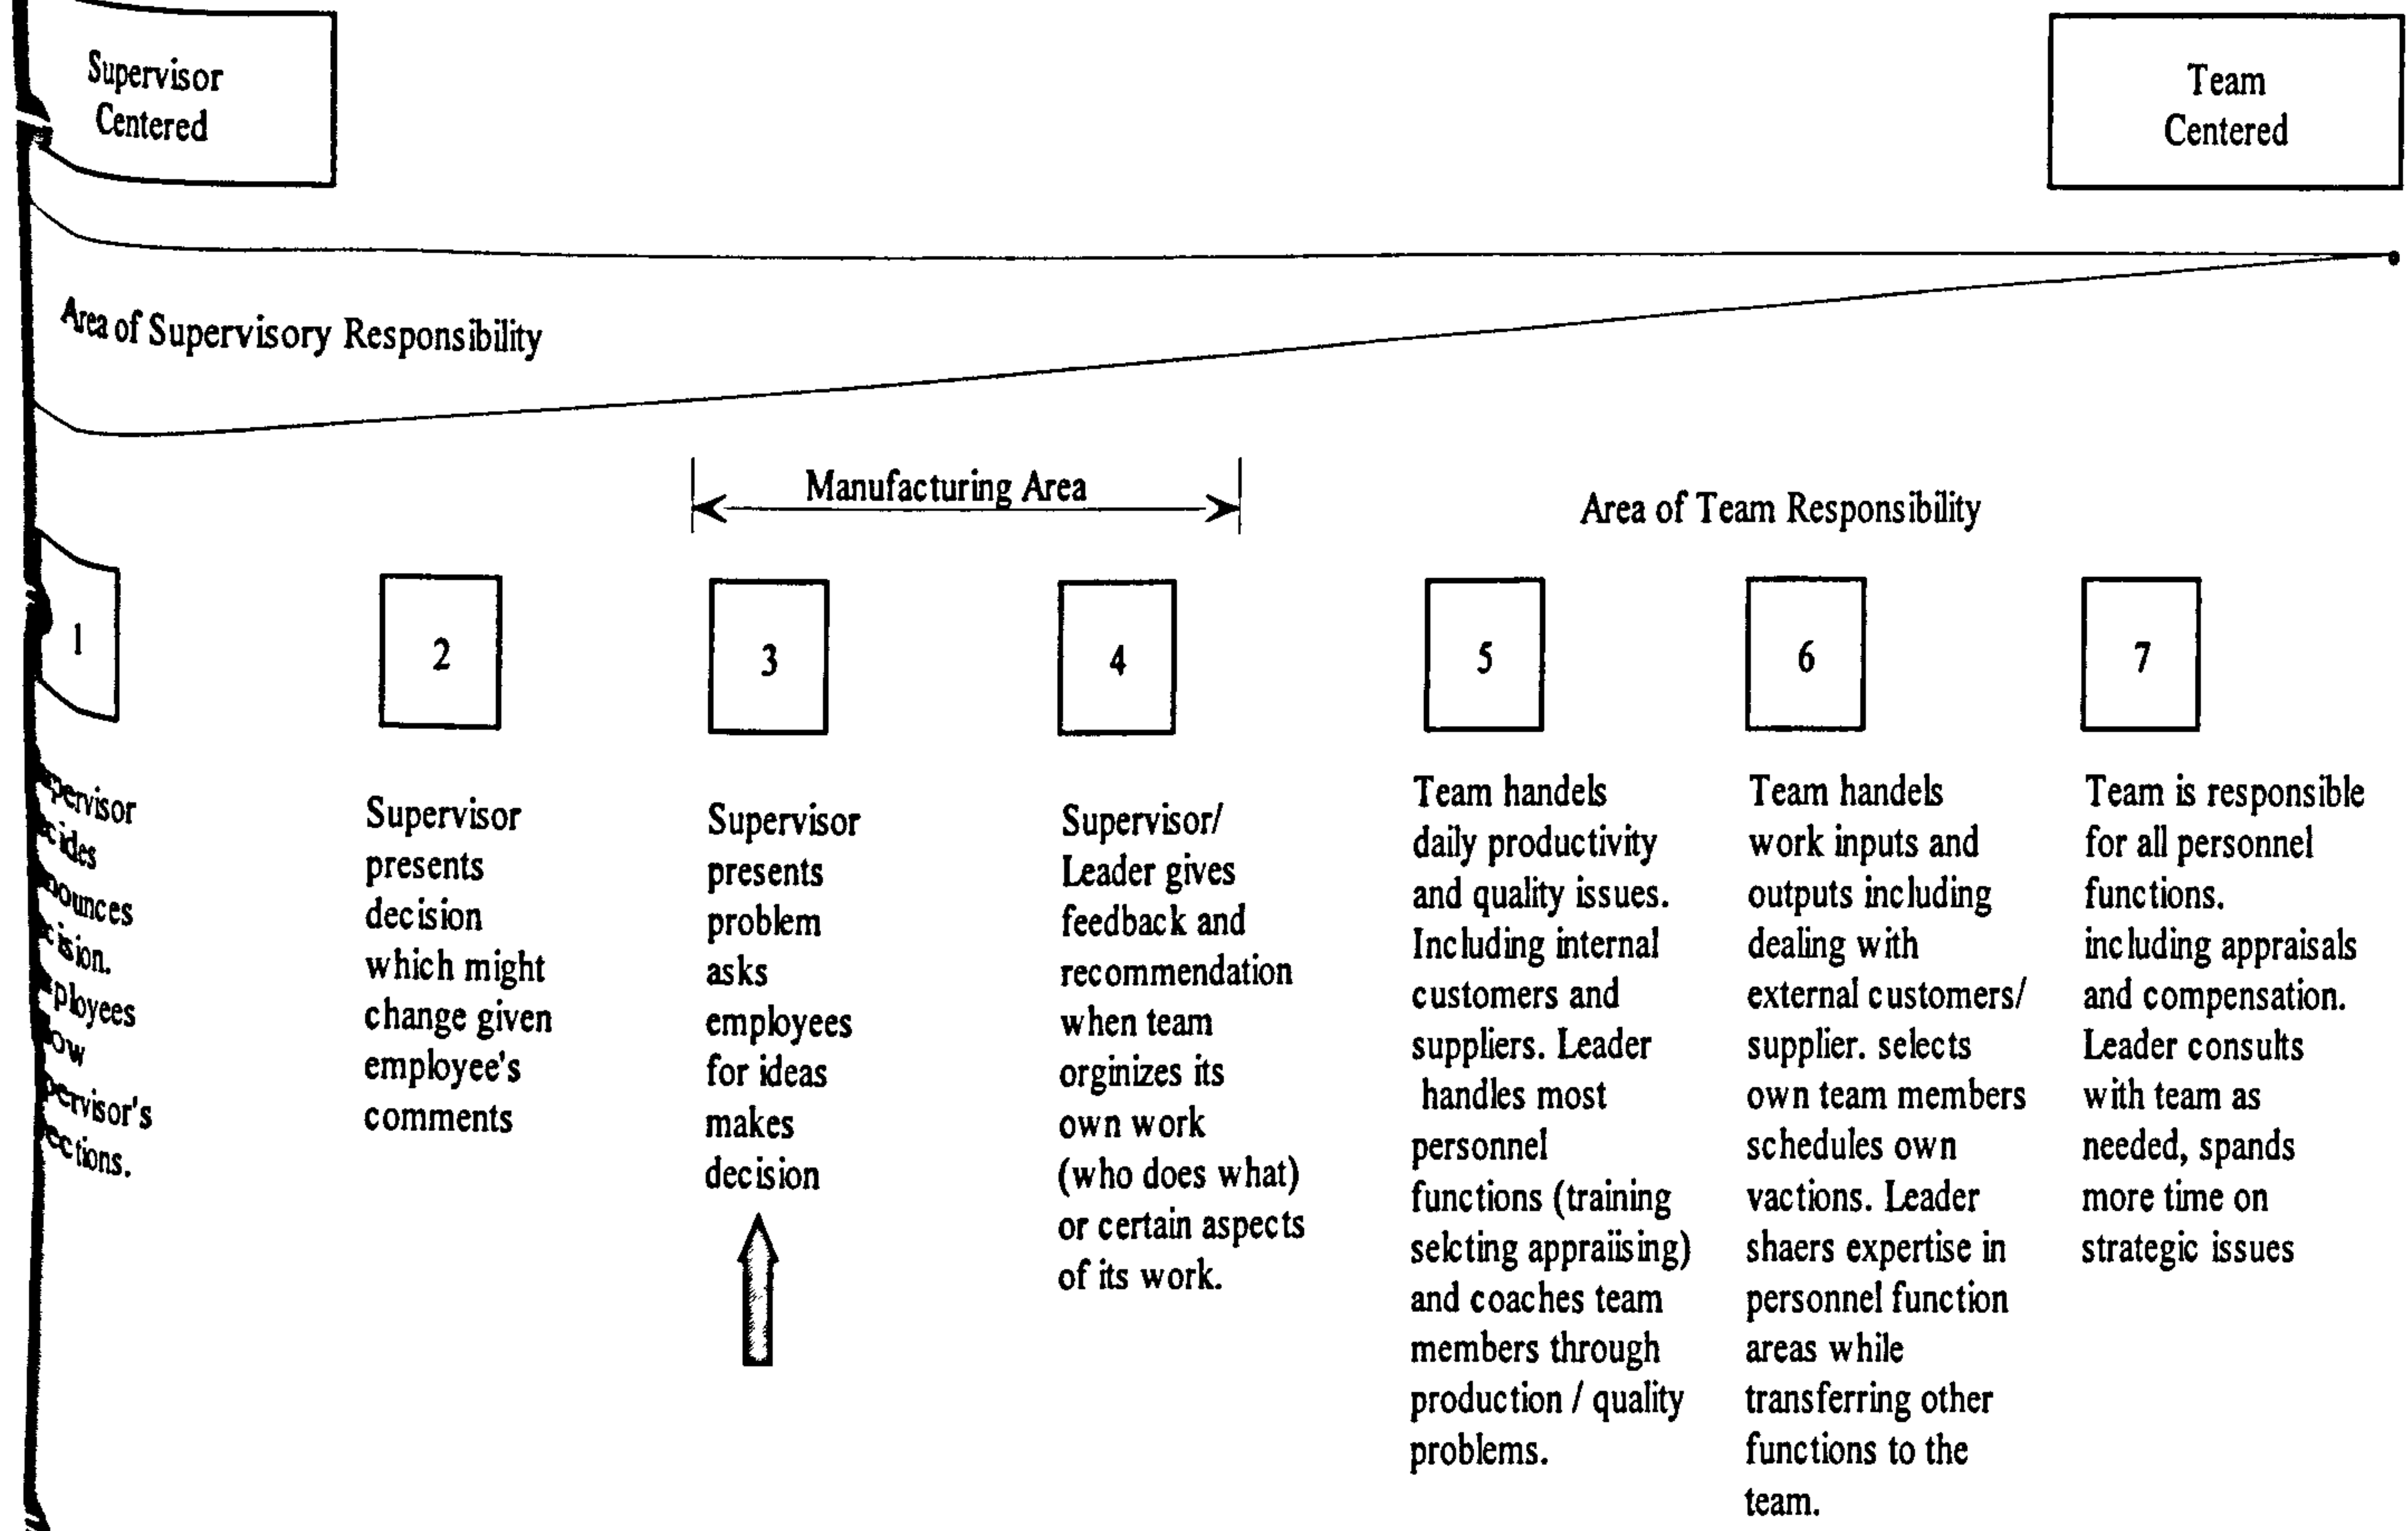 Supervisor
Centered
Team
Centered
Area of Supervisory Responsibility
Manufacturing Area
Area of Team Responsibility
1
2
3
4
5
6
7
decision.
Supervisor
presents
decision
which might
change given
employee's
comments
Supervisor
presents
problem
asks
employees
for ideas
makes
decision
Supervisor/
Leader gives
feedback and
recommendation
when team
orginizes its
own work
(who does what)
or certain aspects
of its work.
Team handels
daily productivity
and quality issues.
Including internal
customers and
suppliers. Leader
handles most
personnel
functions (training
selcting appraiising)
and coaches team
members through
production / quality
problems.
Team handels
work inputs and
outputs including
dealing with
external customers/
supplier. selects
own team members
schedules own
vactions. Leader
shaers expertise in
personnel function
areas while
transferring other
functions to the
team.
Team is responsible
for all personnel
functions.
including appraisals
and compensation.
Leader consults
with team as
needed, spands
more time on
strategic issues